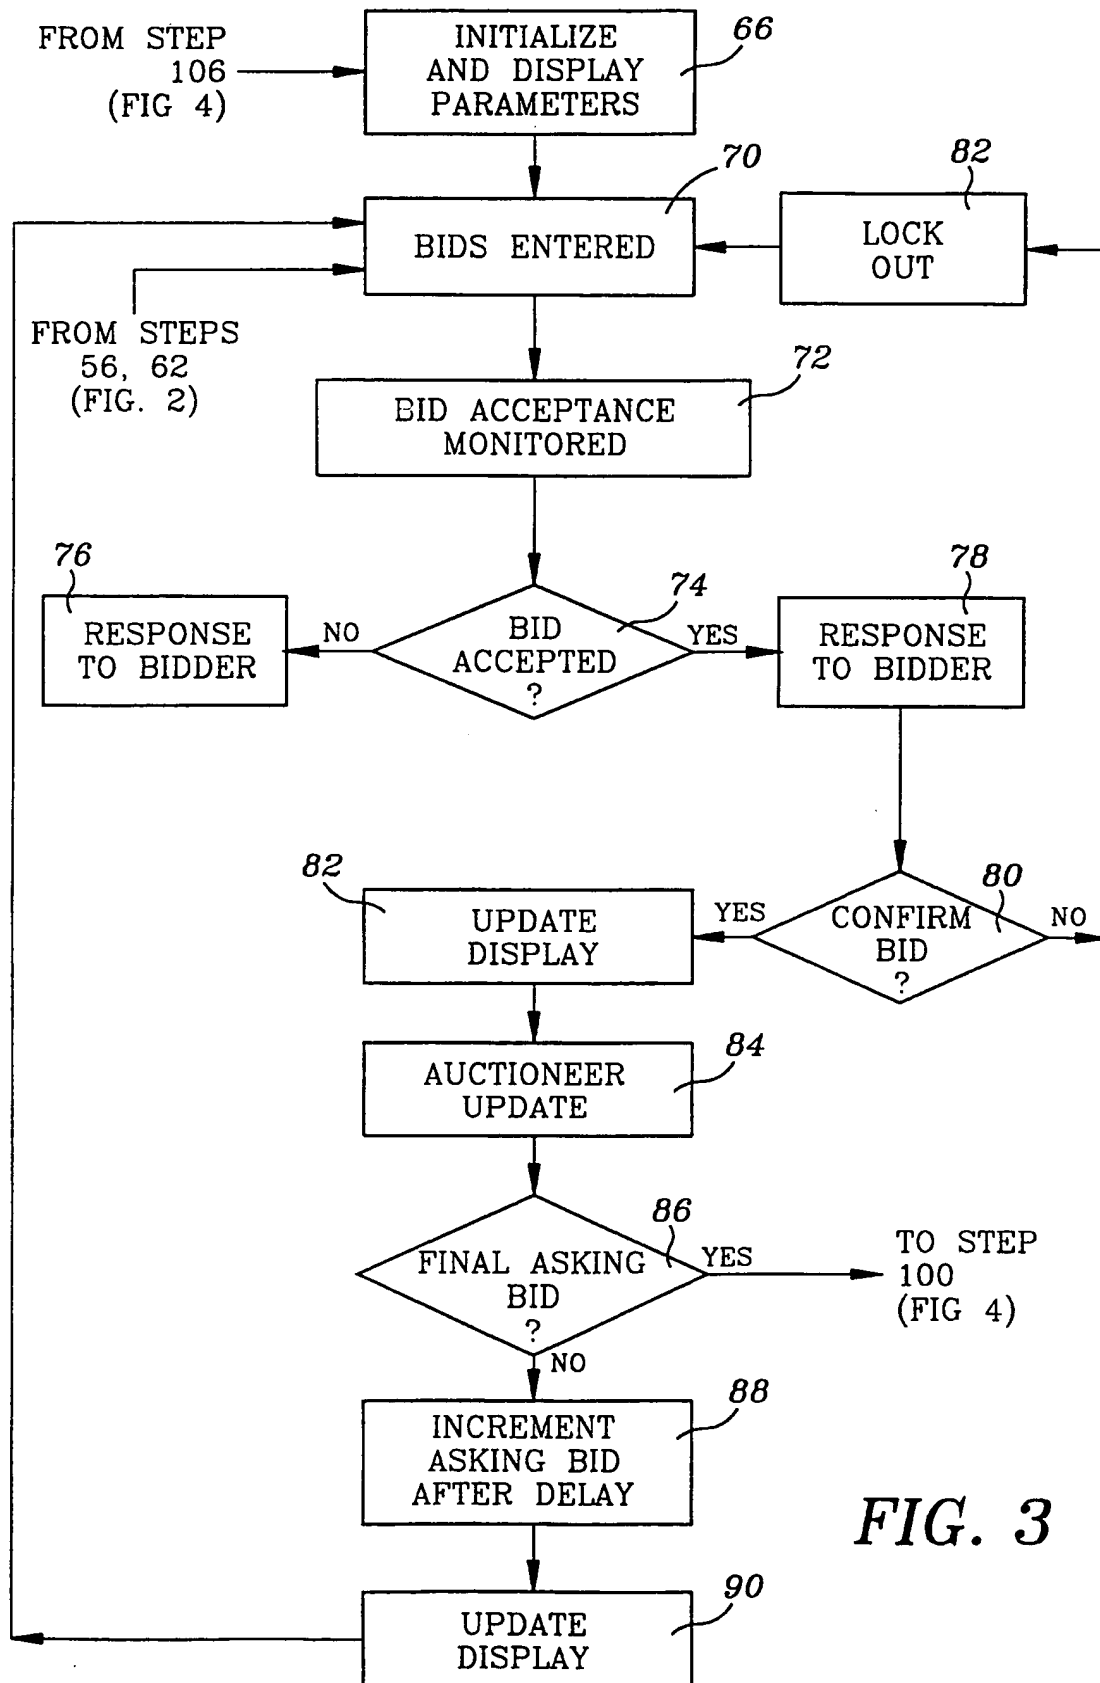 FROM STEP
106
(FIG 4)
INITIALIZE
AND DISPLAY
PARAMETERS
66
70
BIDS ENTERED
82
LOCK
OUT
FROM STEPS
56, 62
(FIG. 2)
72
BID ACCEPTANCE
MONITORED
76
RESPONSE
TO BIDDER
NO
74
BID
ACCEPTED
?
YES
78
RESPONSE
TO BIDDER
82
UPDATE
DISPLAY
YES
80
CONFIRM
BID
?
NO
84
AUCTIONEER
UPDATE
86
FINAL ASKING
BID
?
YES
TO STEP
100
(FIG 4)
NO
88
INCREMENT
ASKING BID
AFTER DELAY
FIG. 3
90
UPDATE
DISPLAY